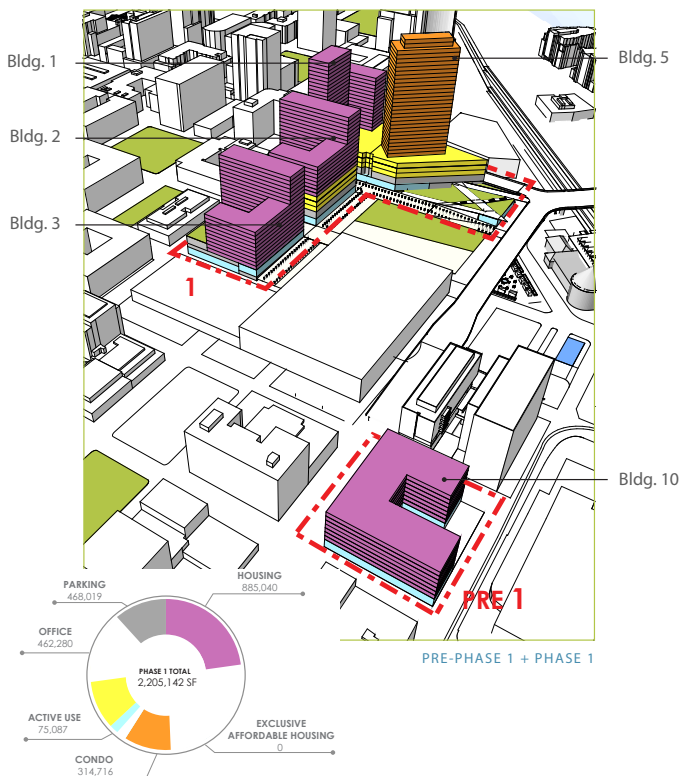 Bldg. 1
Bldg. 5
Bldg. 2
Bldg. 3
1
Bldg. 10
PRE 1
PRE-PHASE 1 + PHASE 1
PARKING
468,019
HOUSING
885,040
OFFICE
462,280
PHASE 1 TOTAL
2,205,142 SF
ACTIVE USE
75,087
EXCLUSIVE
AFFORDABLE HOUSING
0
CONDO
314,716